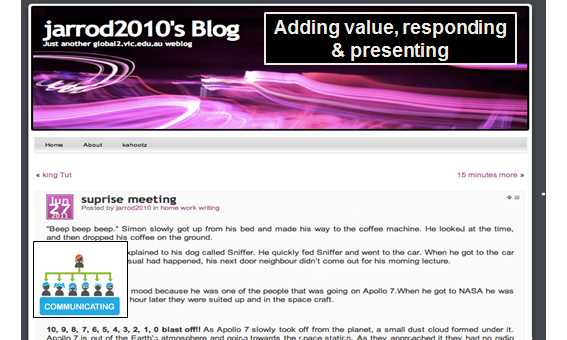 jarrod2010's Blog
Just another global2.vic.edu.au weblog
Adding value, responding
& presenting
Home About kahootz
« king Tut 15 minutes more »
Jun
27
2011
suprise meeting
Posted by jarrod2010 in home work writing
"Beep beep beep." Simon slowly got up from his bed and made his way to the coffee machine. He looked at the time,
and then dropped his coffee on the ground.
xplained to his dog called Sniffer. He quickly fed Sniffer and went to the car. When he got to the car
sual had happened, his next door neighbour didn't come out for his morning lecture.
mood because he was one of the people that was going on Apollo 7.When he got to NASA he was
hour later they were suited up and in the space craft.
COMMUNICATING
10, 9, 8, 7, 6, 5, 4, 3, 2, 1, 0 blast off!! As Apollo 7 slowly took off from the planet, a small dust cloud formed under it.
Apollo 7 is out of the Earth's atmosphere and going towards the space station. As they approached it they had no radio